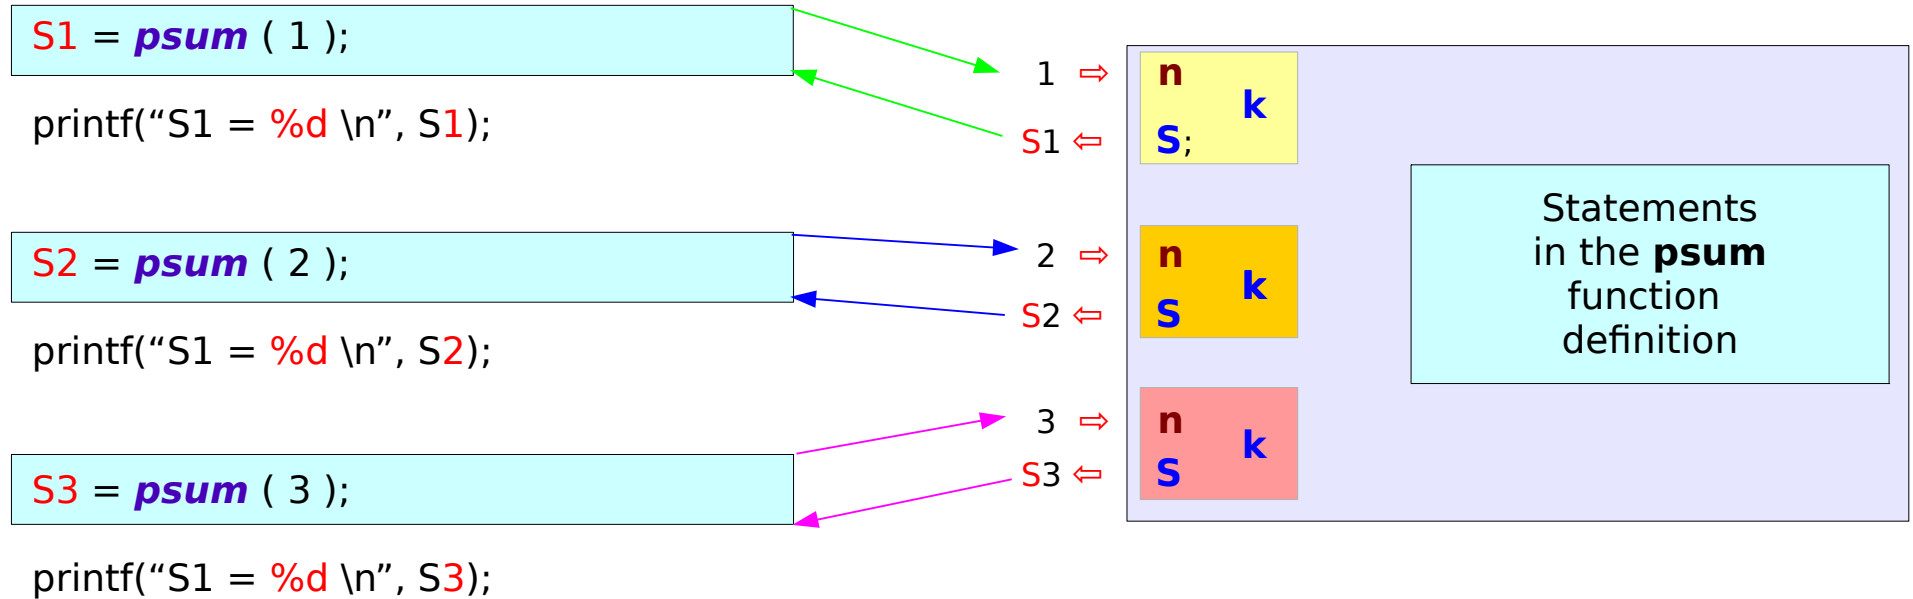 S1 = psum ( 1 );
printf(“S1 = %d \n”, S1);
S2 = psum ( 2 );
printf(“S1 = %d \n”, S2);
S3 = psum ( 3 );
printf(“S1 = %d \n”, S3);
1 ⇨
S1 ⇦
2 ⇨
S2 ⇦
3 ⇨
S3 ⇦
n
k
S;
n
k
S
n
k
S
Statements
in the psum
function
definition